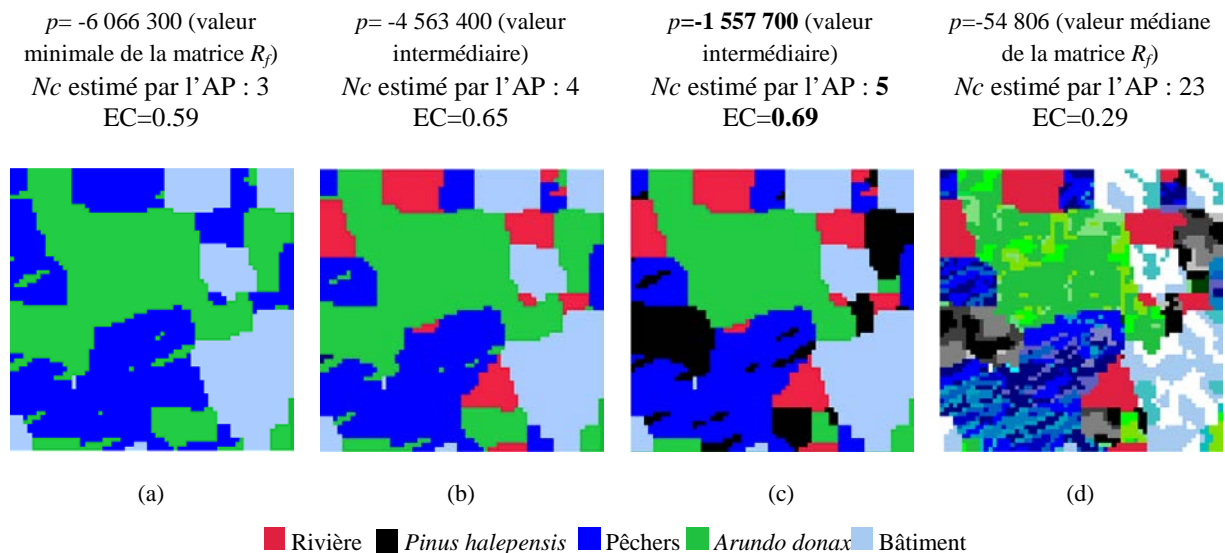 p= -6 066 300 (valeur
minimale de la matrice Rf)
Nc estimé par l'AP : 3
EC=0.59
p= -4 563 400 (valeur
intermédiaire)
Nc estimé par l'AP : 4
EC=0.65
p=-1 557 700 (valeur
intermédiaire)
Nc estimé par l'AP : 5
EC=0.69
p=-54 806 (valeur médiane
de la matrice Rf)
Nc estimé par l'AP : 23
EC=0.29
(a)
(b)
(c)
(d)
Rivière Pinus halepensis Pêchers Arundo donax Bâtiment